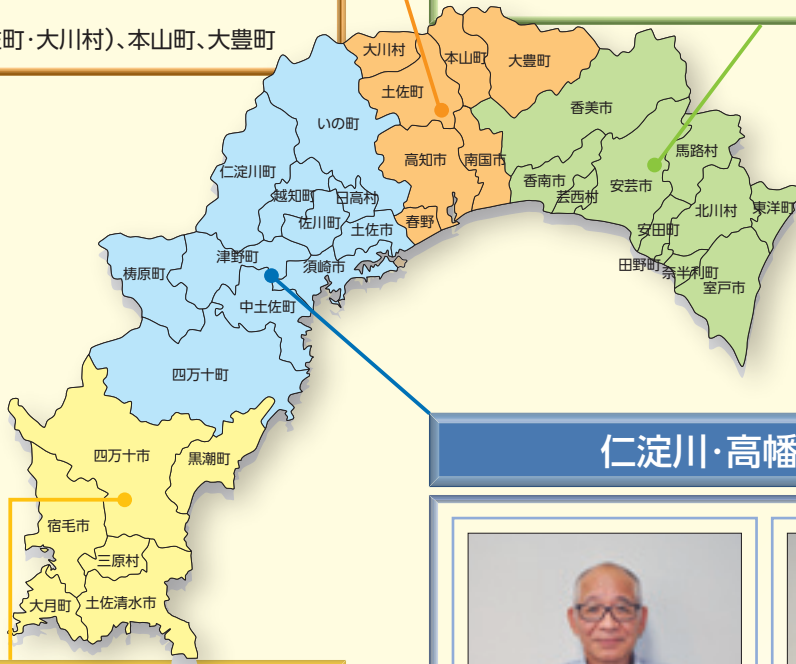 町・大川村）、本山町、大豊町
大川村
本山町
大豊町
土佐町
いの町
香美市
高知市
南国市
馬路村
仁淀川町
越知町
日高村
香南市
芸西村
安芸市
佐川町
土佐市
春野
北川村
東洋町
安田町
津野町
須崎市
田野町
奈半利町
梼原町
室戸市
中土佐町
四万十町
仁淀川・高幡
四万十市
黒潮町
宿毛市
三原村
大月町
土佐清水市